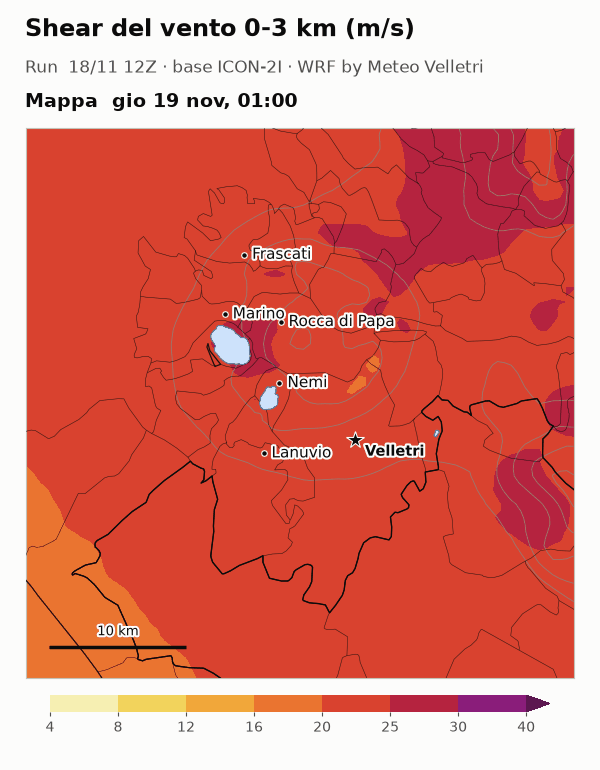 Shear del vento 0-3 km (m/s)
Run  18/11 12Z · base ICON-2I · WRF by Meteo Velletri
Mappa  gio 19 nov, 01:00
Frascati
Marino
Rocca di Papa
Nemi
Velletri
Lanuvio
10 km
4 8 12 16 20 25 30 40